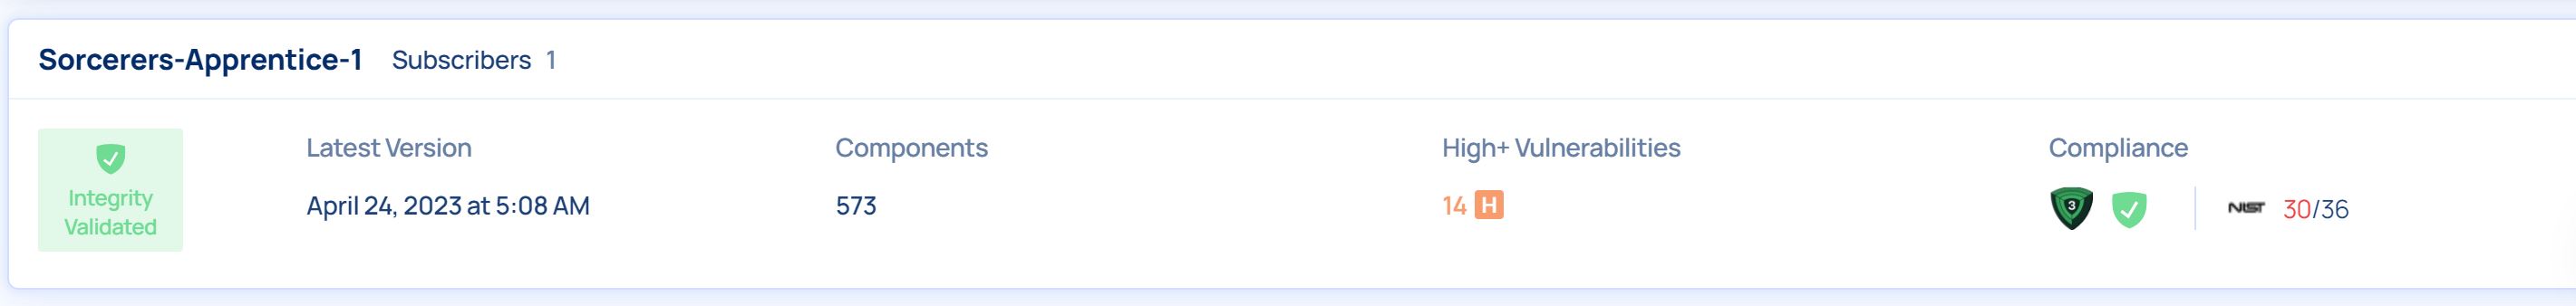 Sorcerers-Apprentice-1 Subscribers 1
Integrity
Validated
Latest Version
April 24, 2023 at 5:08 AM
Components
573
High+ Vulnerabilities
14 H
Compliance
3 NIST 30/36